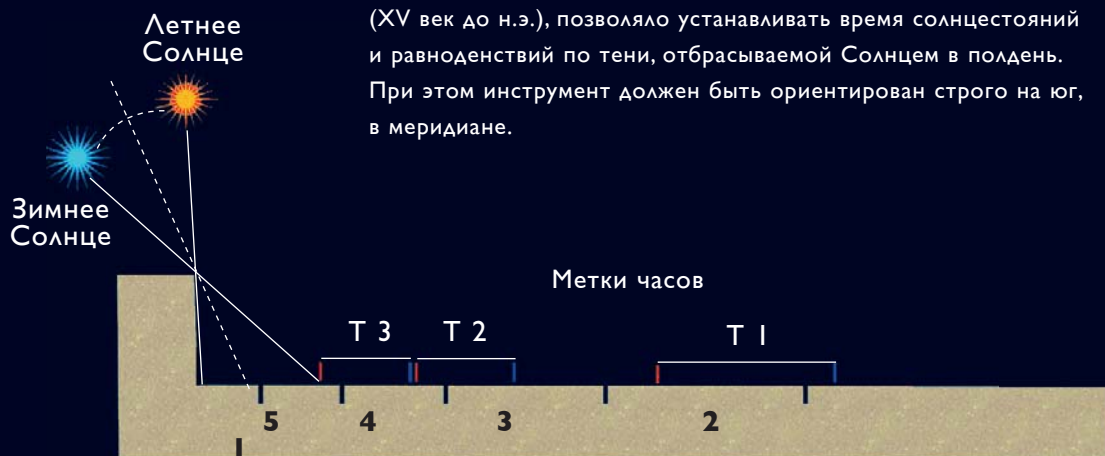 Летнее
Солнце
(XV век до н.э.), позволяло устанавливать время солнцестояний
и равноденствий по тени, отбрасываемой Солнцем в полдень.
При этом инструмент должен быть ориентирован строго на юг,
в меридиане.
Зимнее
Солнце
Метки часов
Т 3
Т 2
Т 1
5
4
3
2
1